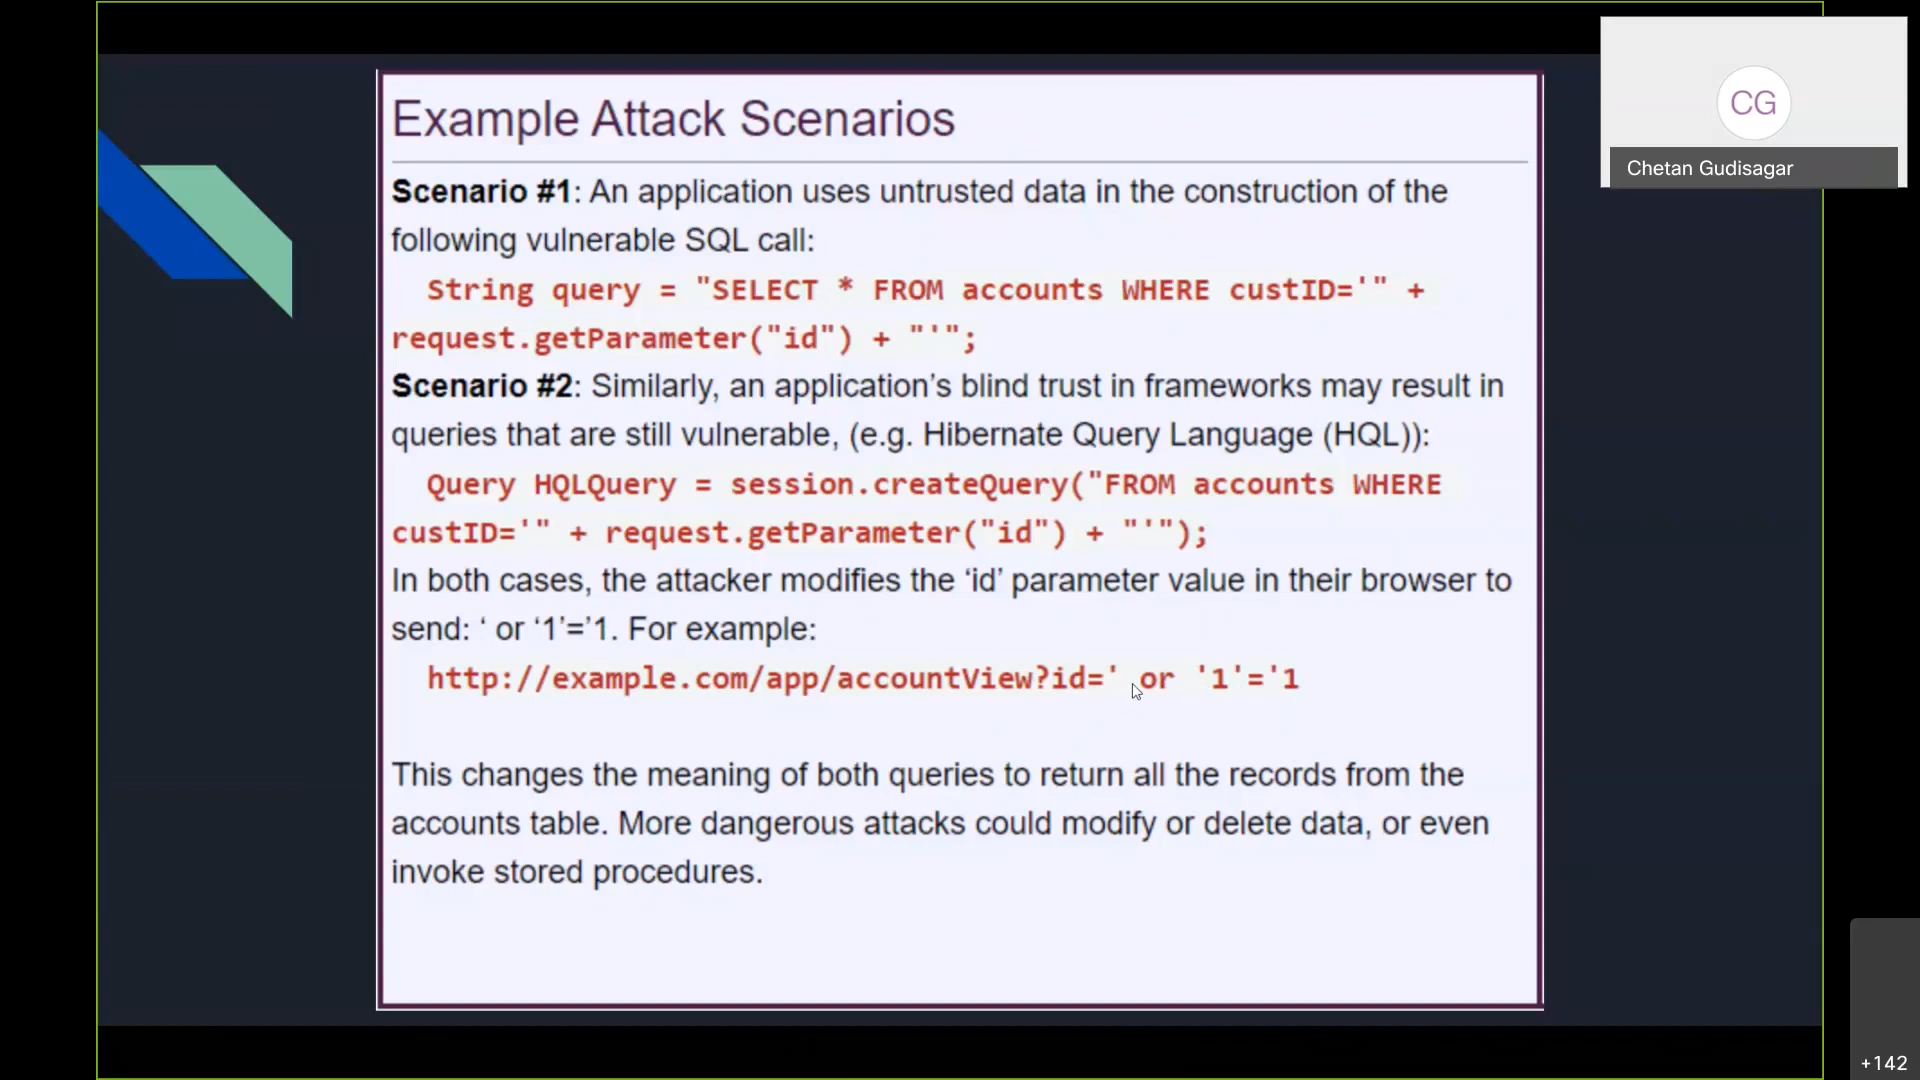 Example Attack Scenarios
Scenario #1: An application uses untrusted data in the construction of the
following vulnerable SQL call:
String query = "SELECT * FROM accounts WHERE custID='" +
request.getParameter("id") + "'";
Scenario #2: Similarly, an application’s blind trust in frameworks may result in
queries that are still vulnerable, (e.g. Hibernate Query Language (HQL)):
Query HQLQuery = session.createQuery("FROM accounts WHERE
custID='" + request.getParameter("id") + "'");
In both cases, the attacker modifies the ‘id’ parameter value in their browser to
send: ‘ or ‘1’=’1. For example:
http://example.com/app/accountView?id=' or '1'='1
This changes the meaning of both queries to return all the records from the
accounts table. More dangerous attacks could modify or delete data, or even
invoke stored procedures.
CG
Chetan Gudisagar
+142